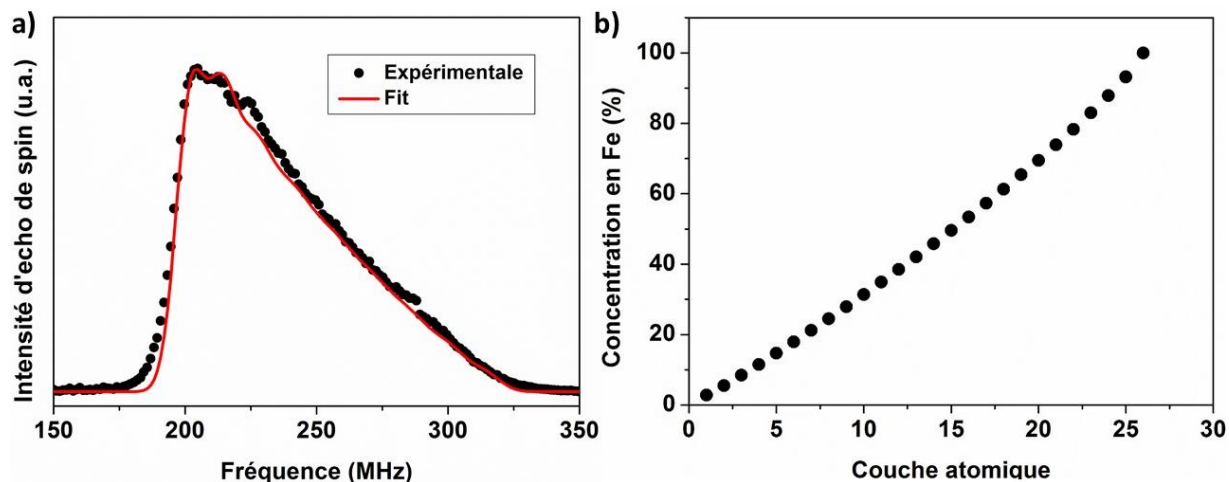 a)
Intensité d'echo de spin (u.a.)
Expérimentale
Fit
150
200
250
300
350
Fréquence (MHz)
b)
Concentration en Fe (%)
100
80
60
40
20
0
0
5
10
15
20
25
30
Couche atomique